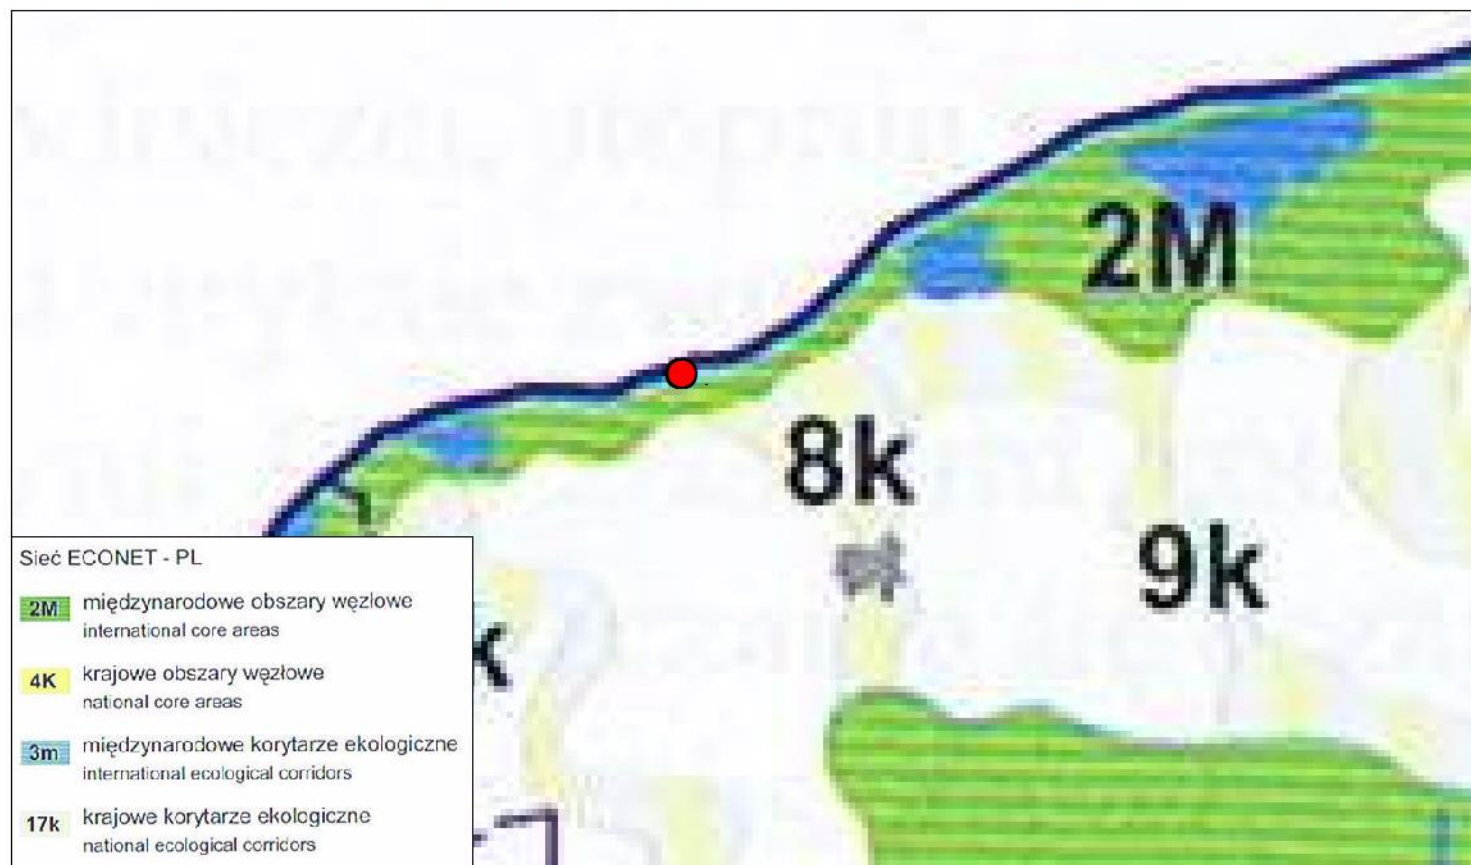 2M
8k
9k
k
Sieć ECONET - PL
2M międzynarodowe obszary węzłowe
international core areas
4K krajowe obszary węzłowe
national core areas
3m międzynarodowe korytarze ekologiczne
international ecological corridors
17k krajowe korytarze ekologiczne
national ecological corridors